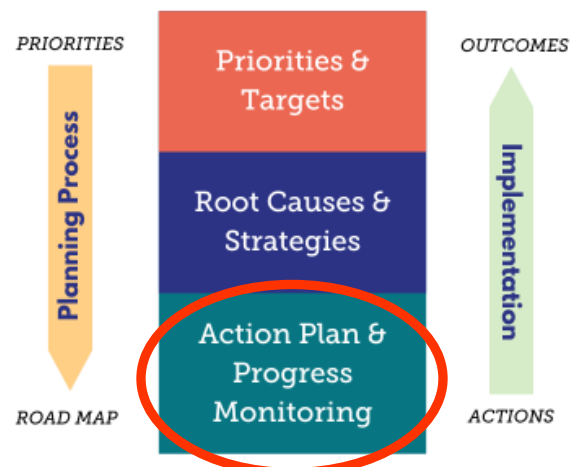 PRIORITIES
Planning Process
ROAD MAP
Priorities &
Targets
Root Causes &
Strategies
Action Plan &
Progress
Monitoring
OUTCOMES
Implementation
ACTIONS